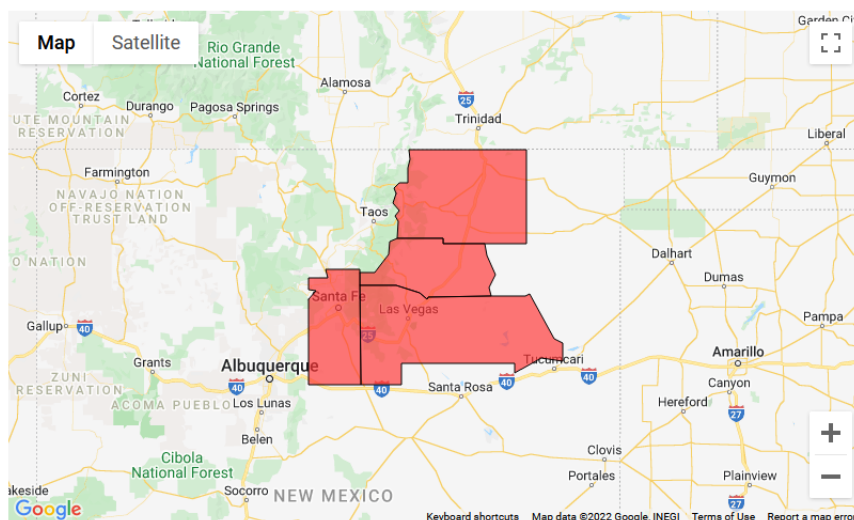 Map
Satellite
Garden Ci
Rio Grande
National Forest
Alamosa
Cortez
Durango
Pagosa Springs
25
Trinidad
UTE MOUNTAIN
RESERVATION
Liberal
Farmington
Guymon
NAVAJO NATION
OFF-RESERVATION
TRUST LAND
Taos
O NATION
Dalhart
Dumas
Santa Fe
Las Vegas
Pampa
Gallup
40
25
Grants
Albuquerque
Tucumcari
Amarillo
40
40
40
40
Santa Rosa
Canyon
ZUNI
RESERVATION
ACOMA PUEBLO
Los Lunas
Hereford
27
Belen
Clovis
Cibola
National Forest
Portales
Plainview
akeside
Socorro
NEW MEXICO
27
Google
Keyboard shortcuts
Map data ©2022 Google, INEGI
Terms of Use
Report a map error